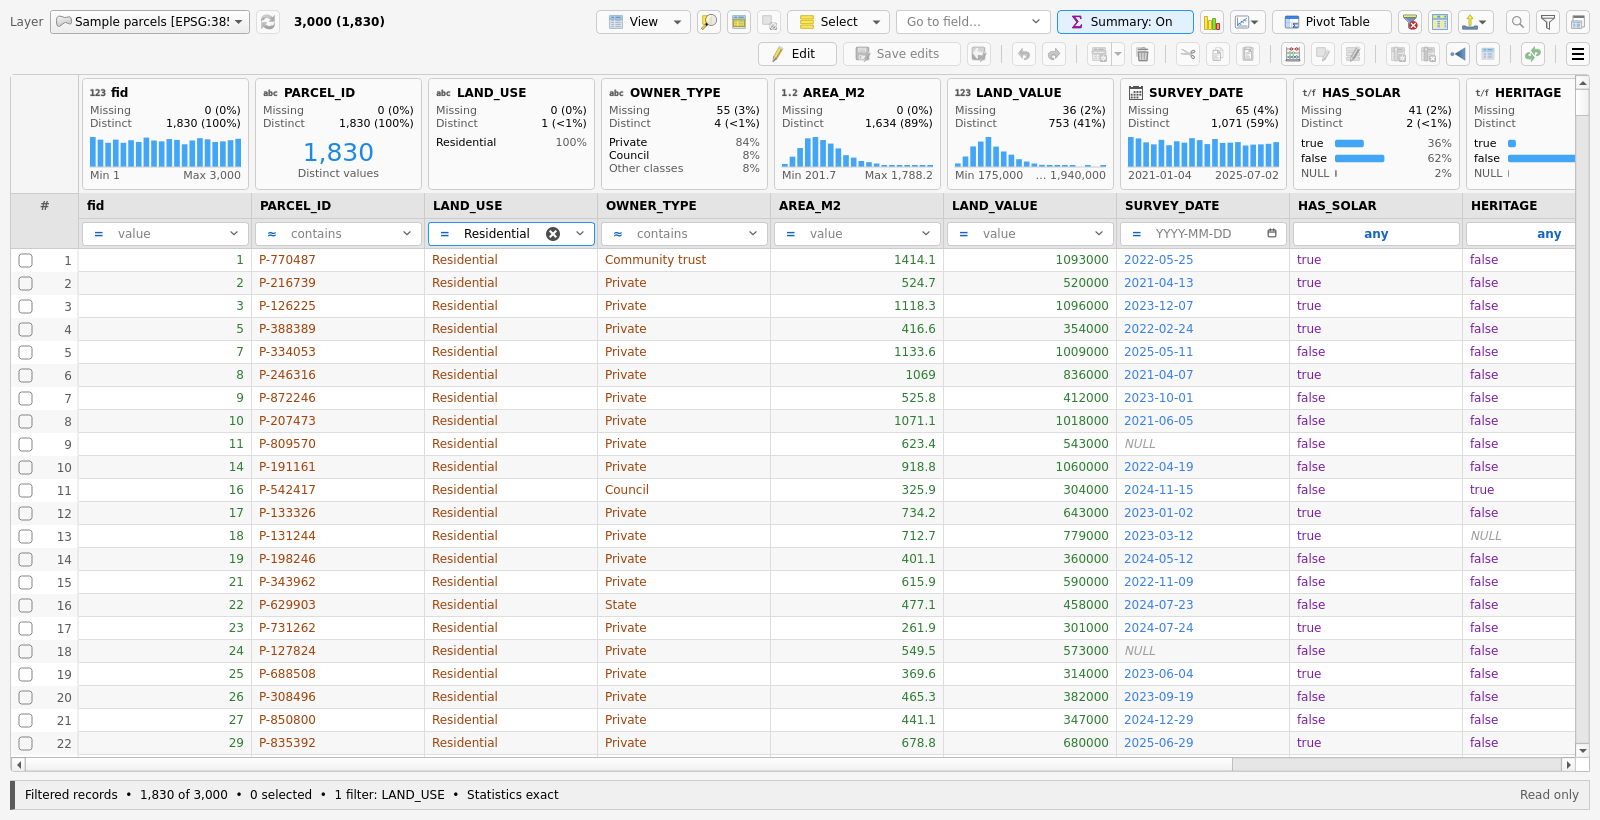 Layer Sample parcels [EPSG:385 3,000 (1,830) View Select Go to field... Σ Summary: On Pivot Table
Edit Save edits
123 fid abc PARCEL_ID abc LAND_USE abc OWNER_TYPE 1.2 AREA_M2 123 LAND_VALUE SURVEY_DATE t/f HAS_SOLAR t/f HERITAGE
Missing 0 (0%) Missing 0 (0%) Missing 0 (0%) Missing 55 (3%) Missing 0 (0%) Missing 36 (2%) Missing 65 (4%) Missing 41 (2%) Missing
Distinct 1,830 (100%) Distinct 1,830 (100%) Distinct 1 (<1%) Distinct 4 (<1%) Distinct 1,634 (89%) Distinct 753 (41%) Distinct 1,071 (59%) Distinct 2 (<1%) Distinct
1,830 Residential 100% Private 84% true 36% true
Council 8% false 62% false
Distinct values Other classes 8%
Min 1 Max 3,000 Min 201.7 Max 1,788.2 Min 175,000 ... 1,940,000 2021-01-04 2025-07-02 NULL 2% NULL
# fid PARCEL_ID LAND_USE OWNER_TYPE AREA_M2 LAND_VALUE SURVEY_DATE HAS_SOLAR HERITAGE
= value ≈ contains = Residential ≈ contains = value = value = YYYY-MM-DD any any
1 1 P-770487 Residential Community trust 1414.1 1093000 2022-05-25 true false
2 2 P-216739 Residential Private 524.7 520000 2021-04-13 true false
3 3 P-126225 Residential Private 1118.3 1096000 2023-12-07 true false
4 5 P-388389 Residential Private 416.6 354000 2022-02-24 true false
5 7 P-334053 Residential Private 1133.6 1009000 2025-05-11 false false
6 8 P-246316 Residential Private 1069 836000 2021-04-07 true false
7 9 P-872246 Residential Private 525.8 412000 2023-10-01 false false
8 10 P-207473 Residential Private 1071.1 1018000 2021-06-05 false false
9 11 P-809570 Residential Private 623.4 543000 NULL false false
10 14 P-191161 Residential Private 918.8 1060000 2022-04-19 false false
11 16 P-542417 Residential Council 325.9 304000 2024-11-15 false true
12 17 P-133326 Residential Private 734.2 643000 2023-01-02 true false
13 18 P-131244 Residential Private 712.7 779000 2023-03-12 true NULL
14 19 P-198246 Residential Private 401.1 360000 2024-05-12 false false
15 21 P-343962 Residential Private 615.9 590000 2022-11-09 false false
16 22 P-629903 Residential State 477.1 458000 2024-07-23 false false
17 23 P-731262 Residential Private 261.9 301000 2024-07-24 true false
18 24 P-127824 Residential Private 549.5 573000 NULL false false
19 25 P-688508 Residential Private 369.6 314000 2023-06-04 true false
20 26 P-308496 Residential Private 465.3 382000 2023-09-19 false false
21 27 P-850800 Residential Private 441.1 347000 2024-12-29 false false
22 29 P-835392 Residential Private 678.8 680000 2025-06-29 true false
Filtered records • 1,830 of 3,000 • 0 selected • 1 filter: LAND_USE • Statistics exact Read only